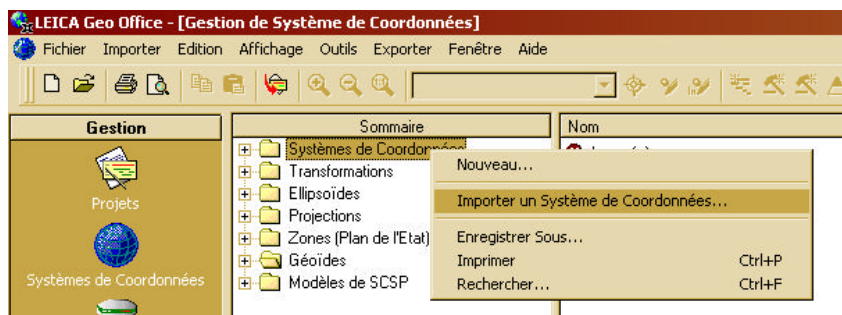 LEICA Geo Office - [Gestion de Système de Coordonnées]
Fichier Importer Edition Affichage Outils Exporter Fenêtre Aide
Gestion
Projets
Systèmes de Coordonnées
Sommaire
Systèmes de Coordonnées
Transformations
Ellipsoïdes
Projections
Zones (Plan de l'Etat)
Géoïdes
Modèles de SCSP
Nom
Nouveau...
Importer un Système de Coordonnées...
Enregistrer Sous...
Imprimer Ctrl+P
Rechercher... Ctrl+F